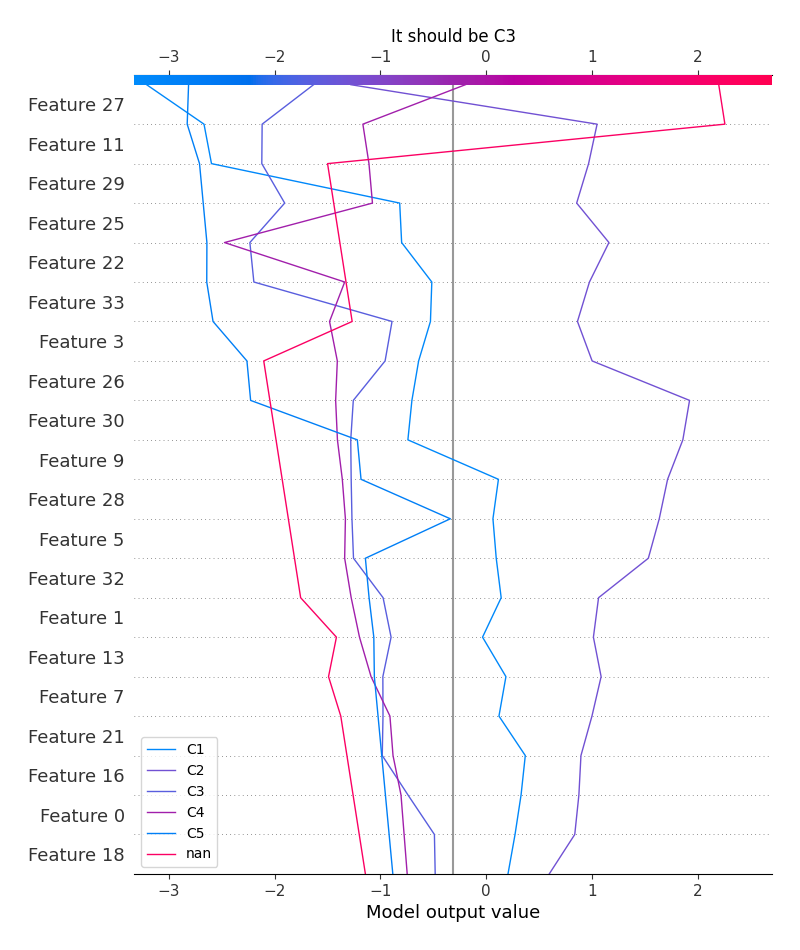 It should be C3
−3 −2 −1 0 1 2
Feature 27
Feature 11
Feature 29
Feature 25
Feature 22
Feature 33
Feature 3
Feature 26
Feature 30
Feature 9
Feature 28
Feature 5
Feature 32
Feature 1
Feature 13
Feature 7
Feature 21
Feature 16
Feature 0
Feature 18
C1
C2
C3
C4
C5
nan
−3 −2 −1 0 1 2
Model output value